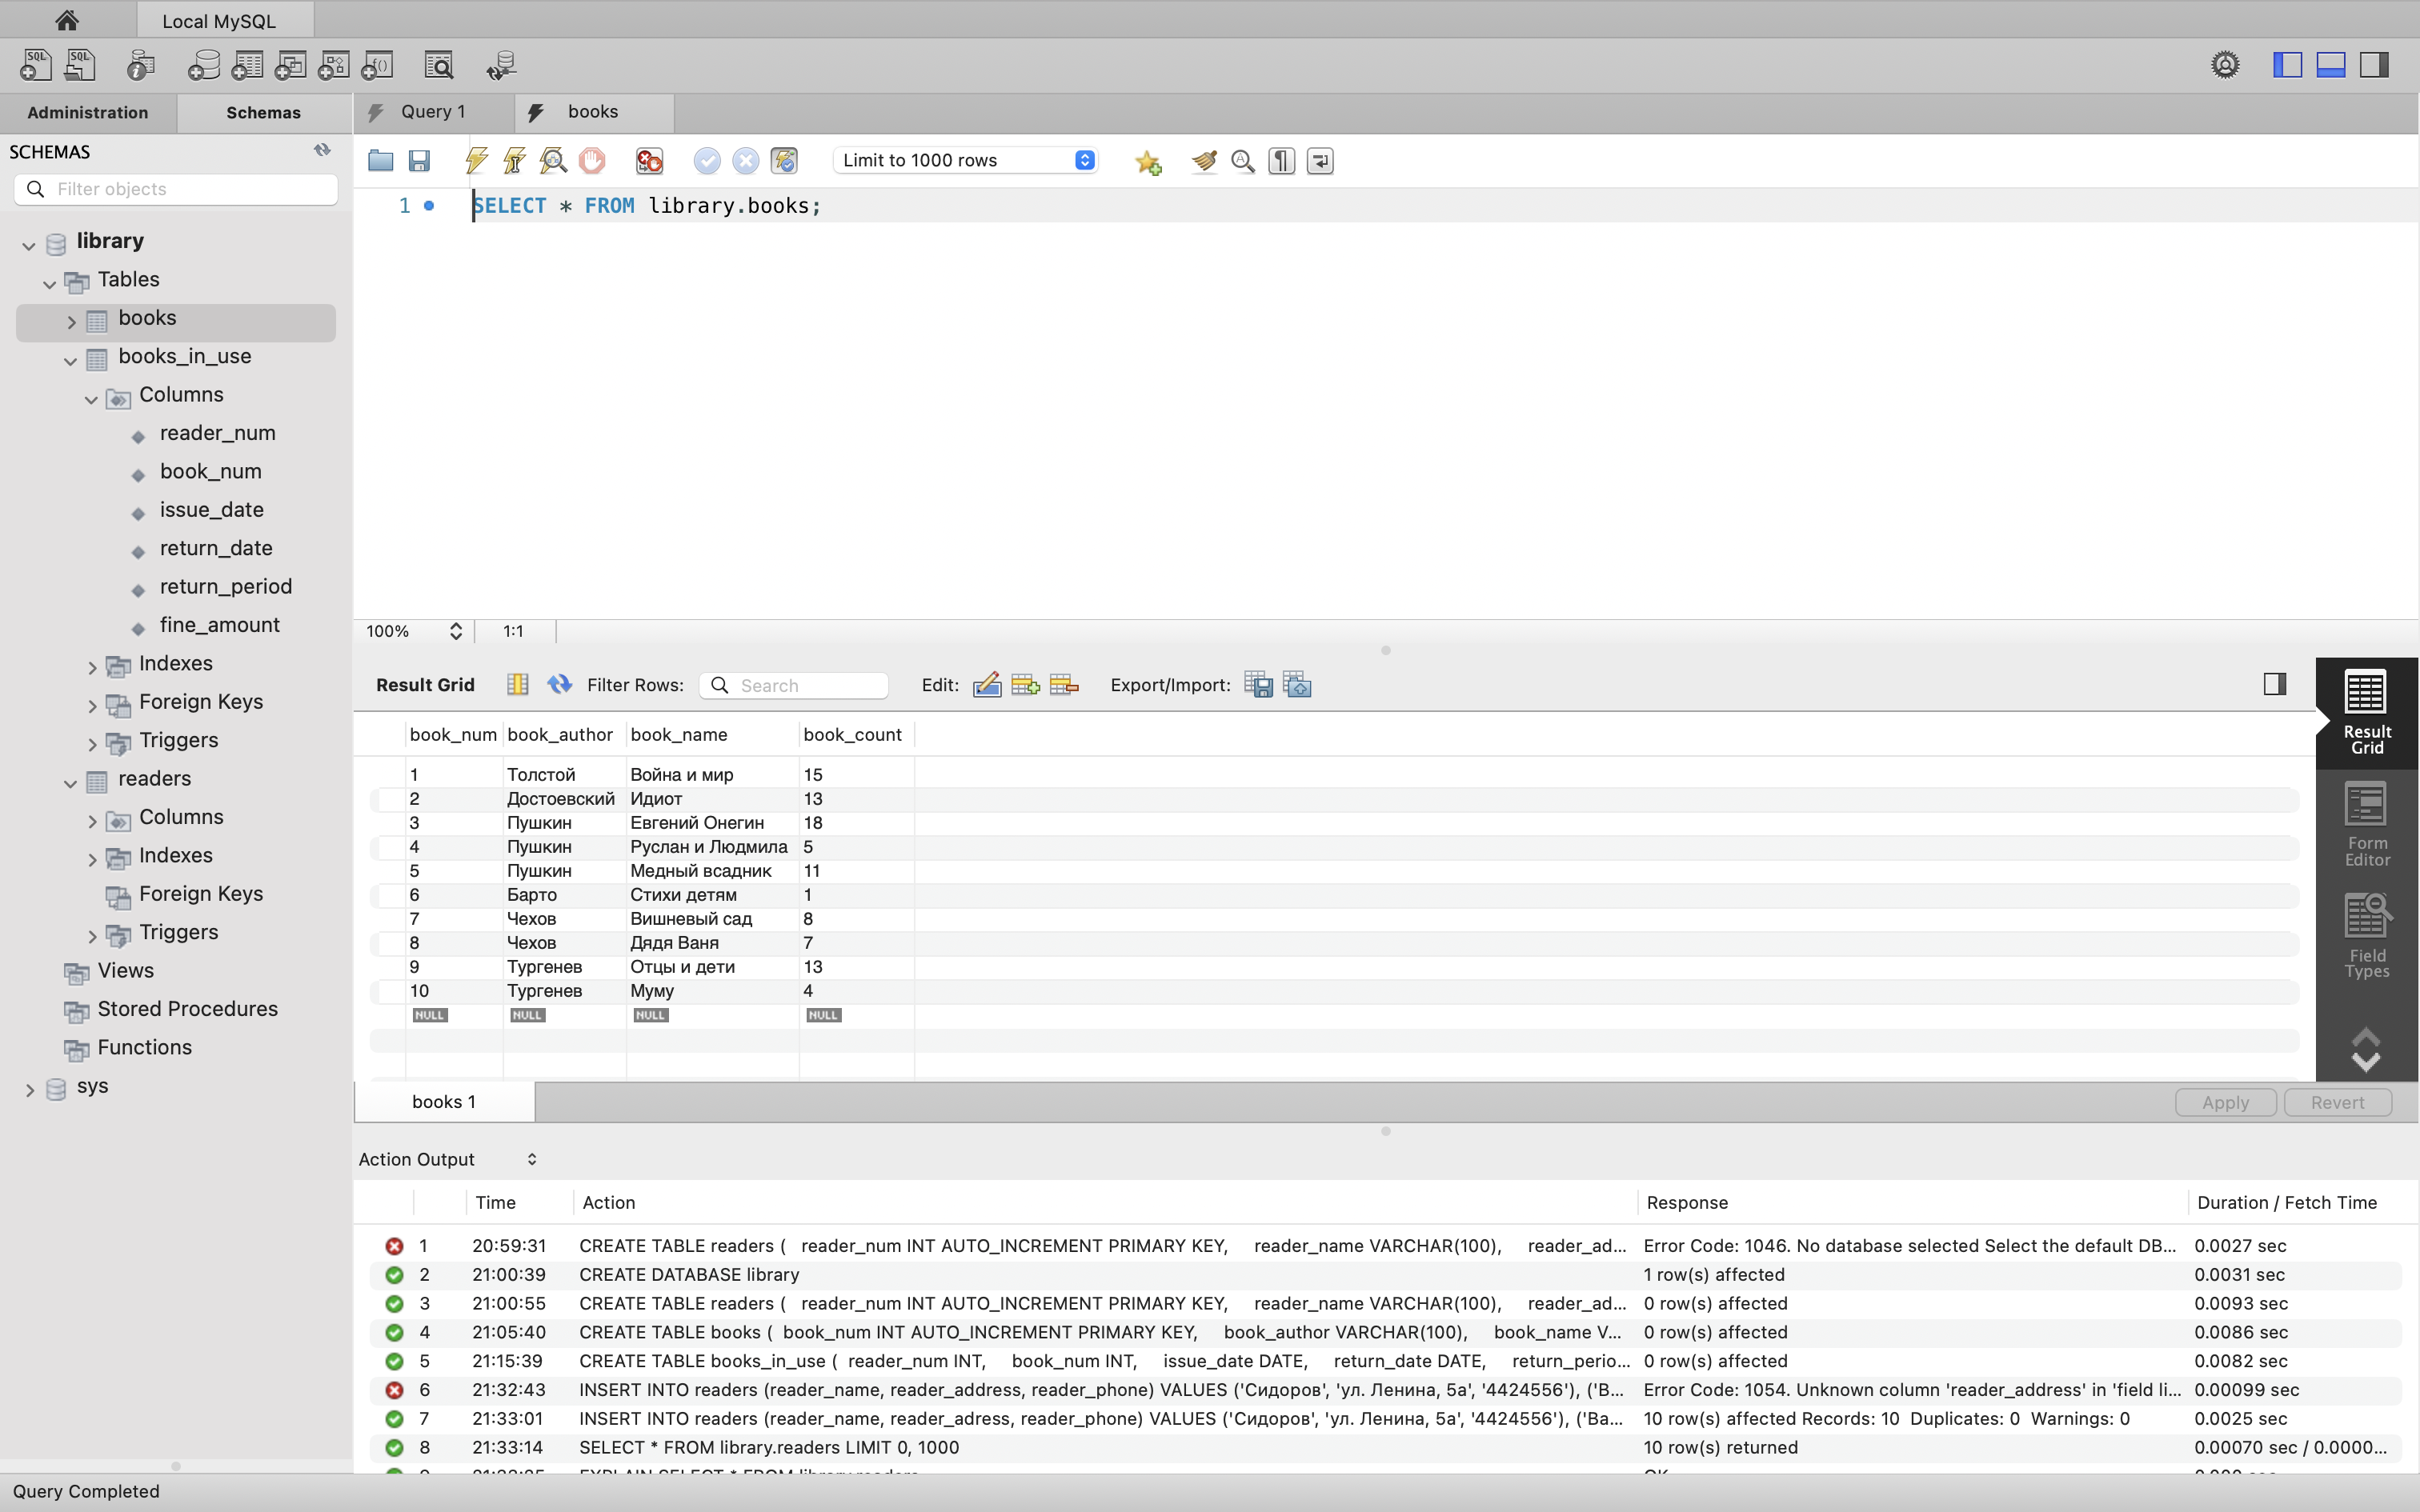 Local MySQL
Administration
Schemas
Query 1
books
SCHEMAS
Filter objects
library
Tables
books
books_in_use
Columns
reader_num
book_num
issue_date
return_date
return_period
fine_amount
Indexes
Foreign Keys
Triggers
readers
Columns
Indexes
Foreign Keys
Triggers
Views
Stored Procedures
Functions
sys
Limit to 1000 rows
1 SELECT * FROM library.books;
100% 1:1
Result Grid Filter Rows: Search Edit: Export/Import:
book_num book_author book_name book_count
1 Толстой Война и мир 15
2 Достоевский Идиот 13
3 Пушкин Евгений Онегин 18
4 Пушкин Руслан и Людмила 5
5 Пушкин Медный всадник 11
6 Барто Стихи детям 1
7 Чехов Вишневый сад 8
8 Чехов Дядя Ваня 7
9 Тургенев Отцы и дети 13
10 Тургенев Муму 4
NULL NULL NULL NULL
Result
Grid
Form
Editor
Field
Types
books 1
Apply Revert
Action Output
Time Action Response Duration / Fetch Time
1 20:59:31 CREATE TABLE readers ( reader_num INT AUTO_INCREMENT PRIMARY KEY, reader_name VARCHAR(100), reader_ad... Error Code: 1046. No database selected Select the default DB... 0.0027 sec
2 21:00:39 CREATE DATABASE library 1 row(s) affected 0.0031 sec
3 21:00:55 CREATE TABLE readers ( reader_num INT AUTO_INCREMENT PRIMARY KEY, reader_name VARCHAR(100), reader_ad... 0 row(s) affected 0.0093 sec
4 21:05:40 CREATE TABLE books ( book_num INT AUTO_INCREMENT PRIMARY KEY, book_author VARCHAR(100), book_name V... 0 row(s) affected 0.0086 sec
5 21:15:39 CREATE TABLE books_in_use ( reader_num INT, book_num INT, issue_date DATE, return_date DATE, return_perio... 0 row(s) affected 0.0082 sec
6 21:32:43 INSERT INTO readers (reader_name, reader_address, reader_phone) VALUES ('Сидоров', 'ул. Ленина, 5а', '4424556'), ('В... Error Code: 1054. Unknown column 'reader_address' in 'field li... 0.00099 sec
7 21:33:01 INSERT INTO readers (reader_name, reader_adress, reader_phone) VALUES ('Сидоров', 'ул. Ленина, 5а', '4424556'), ('Ва... 10 row(s) affected Records: 10 Duplicates: 0 Warnings: 0 0.0025 sec
8 21:33:14 SELECT * FROM library.readers LIMIT 0, 1000 10 row(s) returned 0.00070 sec / 0.0000...
Query Completed